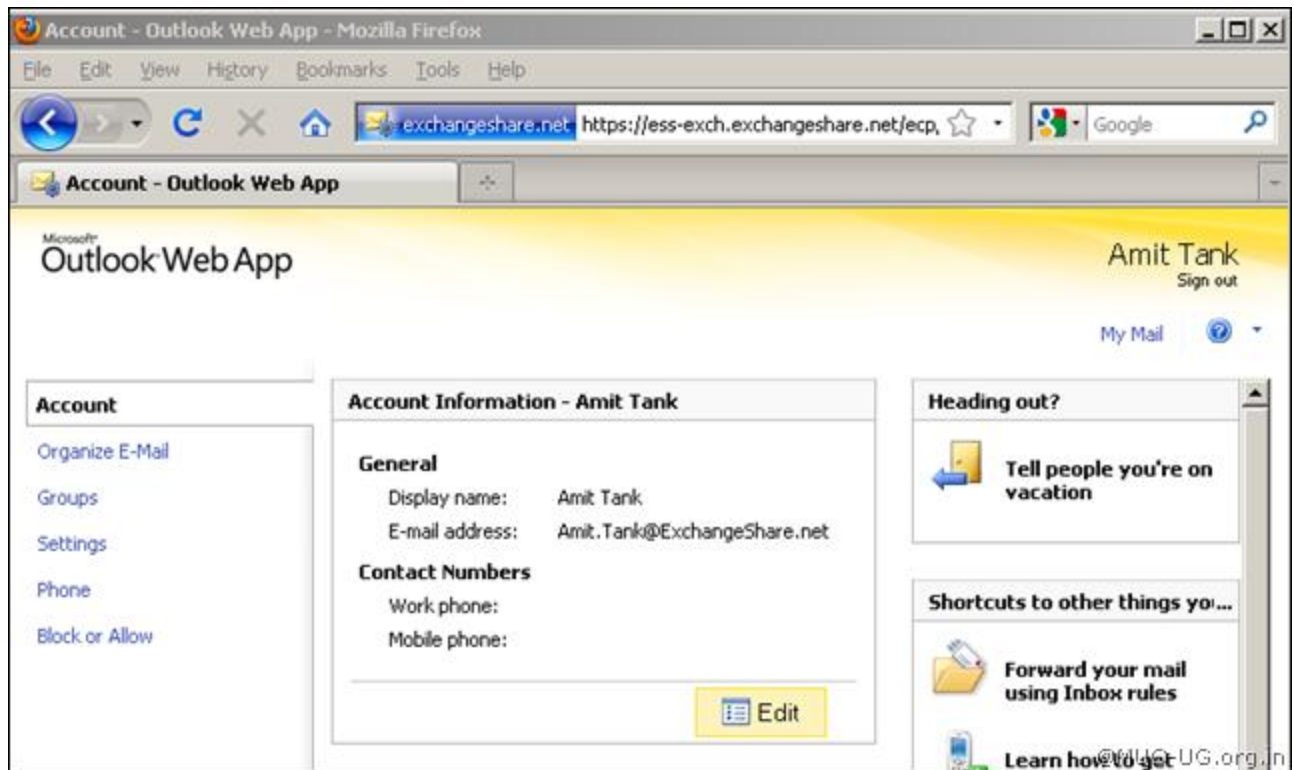 Account - Outlook Web App - Mozilla Firefox
File Edit View History Bookmarks Tools Help
exchangeshare.net https://ess-exch.exchangeshare.net/ecp, Google
Account - Outlook Web App
Microsoft
Outlook Web App
Amit Tank
Sign out
My Mail
Account
Organize E-Mail
Groups
Settings
Phone
Block or Allow
Account Information - Amit Tank
General
Display name: Amit Tank
E-mail address: Amit.Tank@ExchangeShare.net
Contact Numbers
Work phone:
Mobile phone:
Edit
Heading out?
Tell people you're on
vacation
Shortcuts to other things yo...
Forward your mail
using Inbox rules
Learn how to get